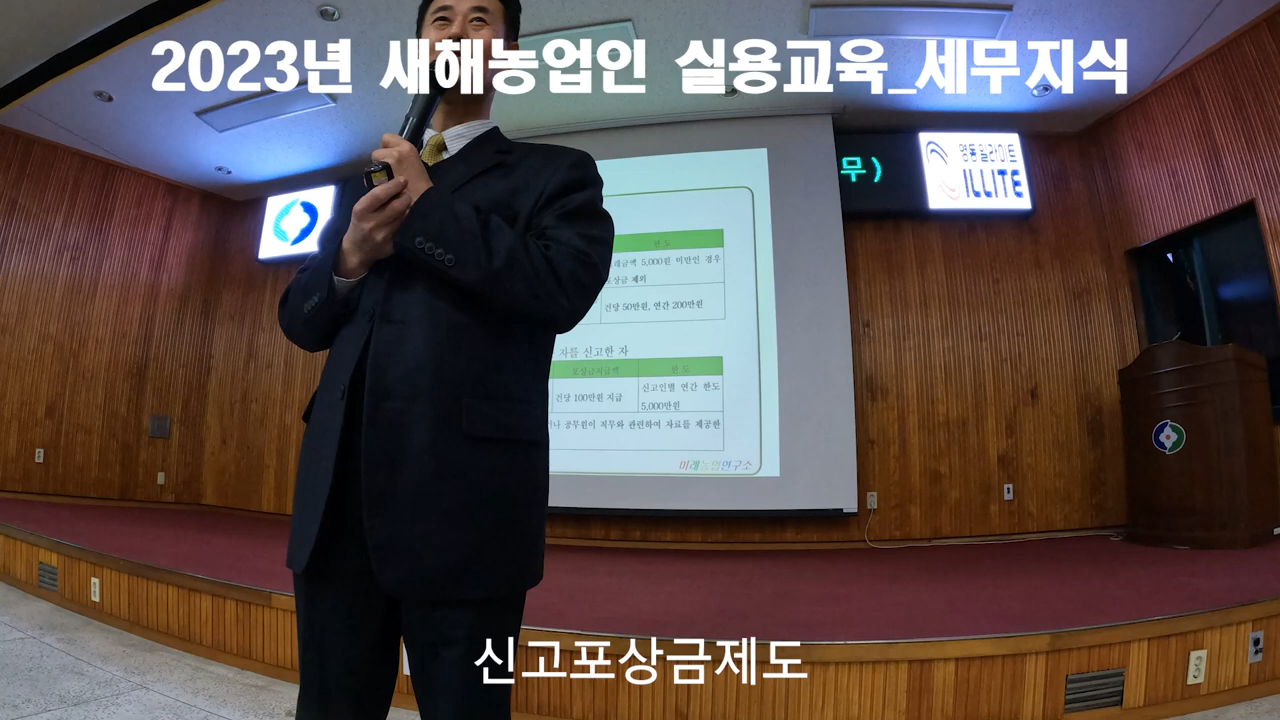 2023년 새해농업인 실용교육_세무지식
무)
영동일라이트
ILLITE
한 도
래금액 5,000원 미만인 경우
포상금 제외
건당 50만원, 연간 200만원
자를 신고한 자
포상금지급액 한 도
건당 100만원 지급
신고인별 연간 한도
5,000만원
나 공무원이 직무와 관련하여 자료를 제공한
미래농업연구소
신고포상금제도